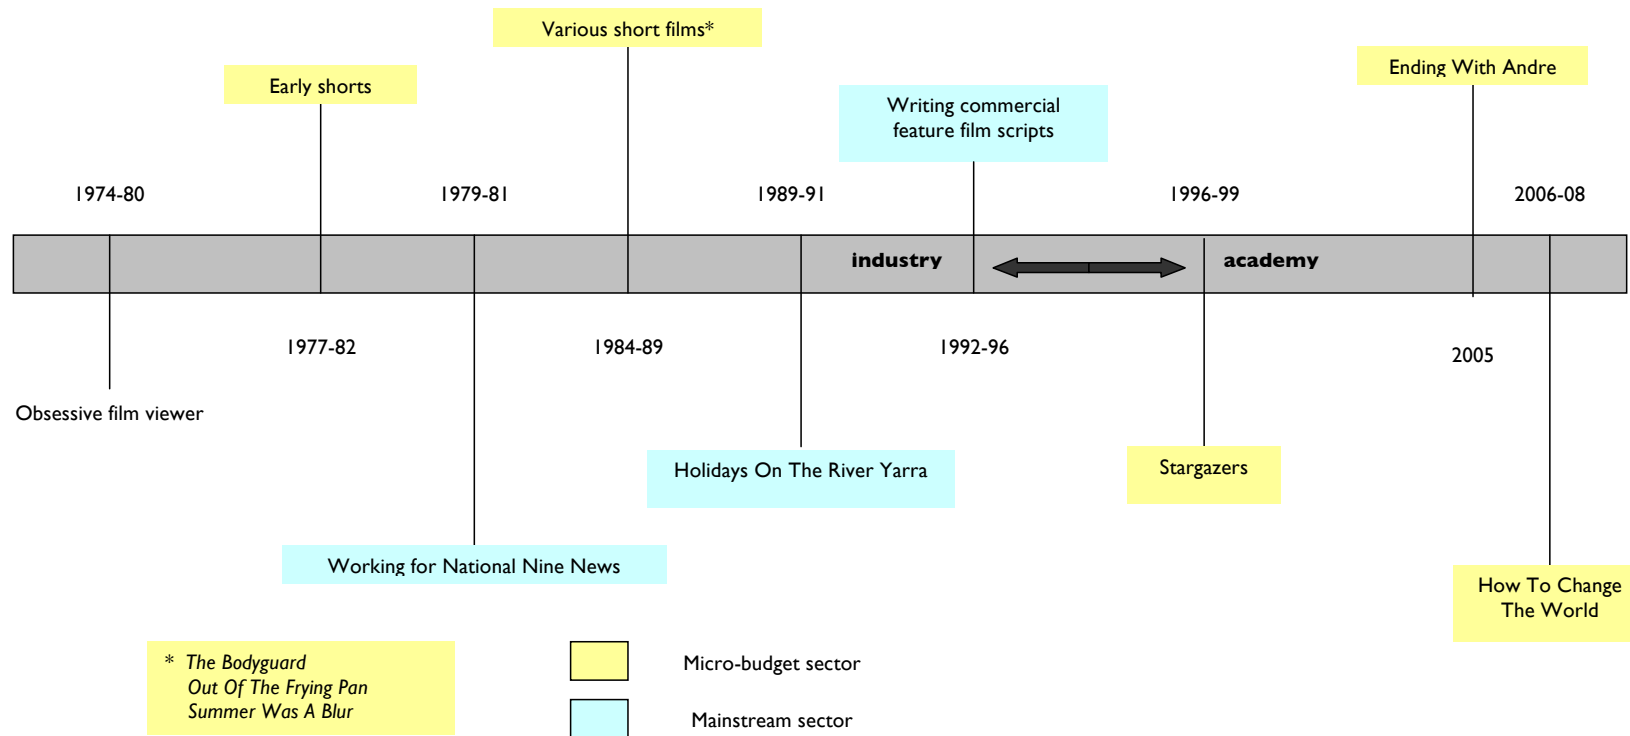 Various short films*
Ending With Andre
Early shorts
Writing commercial
feature film scripts
1974-80
1979-81
1989-91
1996-99
2006-08
industry
academy
1977-82
1984-89
1992-96
2005
Obsessive film viewer
Holidays On The River Yarra
Stargazers
Working for National Nine News
How To Change
The World
* The Bodyguard
Out Of The Frying Pan
Summer Was A Blur
Micro-budget sector
Mainstream sector